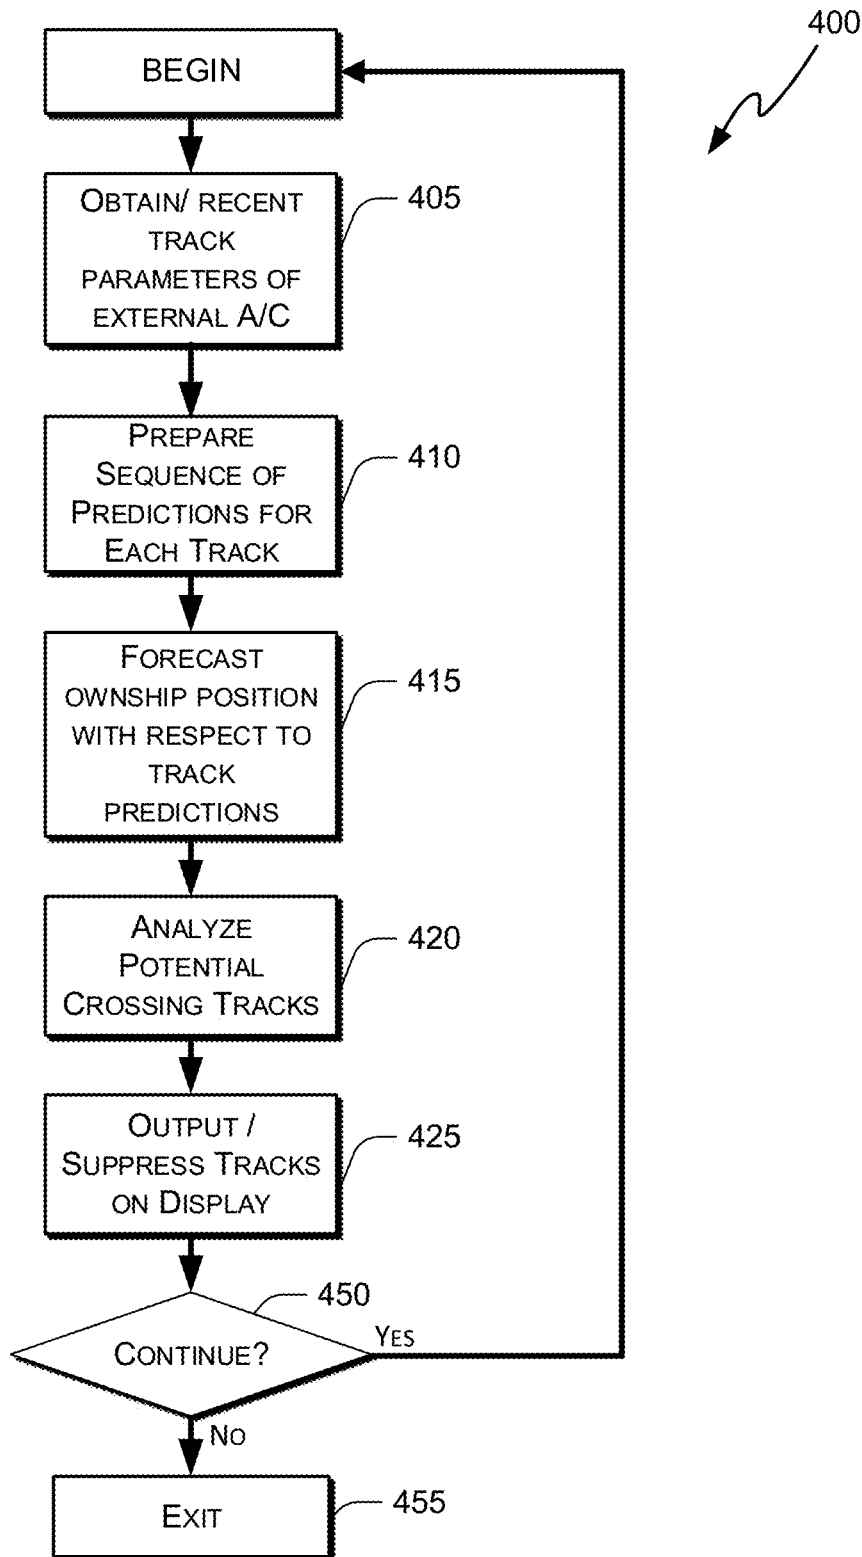 400
BEGIN
OBTAIN/ RECENT
TRACK
PARAMETERS OF
EXTERNAL A/C
405
PREPARE
SEQUENCE OF
PREDICTIONS FOR
EACH TRACK
410
FORECAST
OWNSHIP POSITION
WITH RESPECT TO
TRACK
PREDICTIONS
415
ANALYZE
POTENTIAL
CROSSING TRACKS
420
OUTPUT /
SUPPRESS TRACKS
ON DISPLAY
425
450
CONTINUE?
YES
NO
EXIT
455